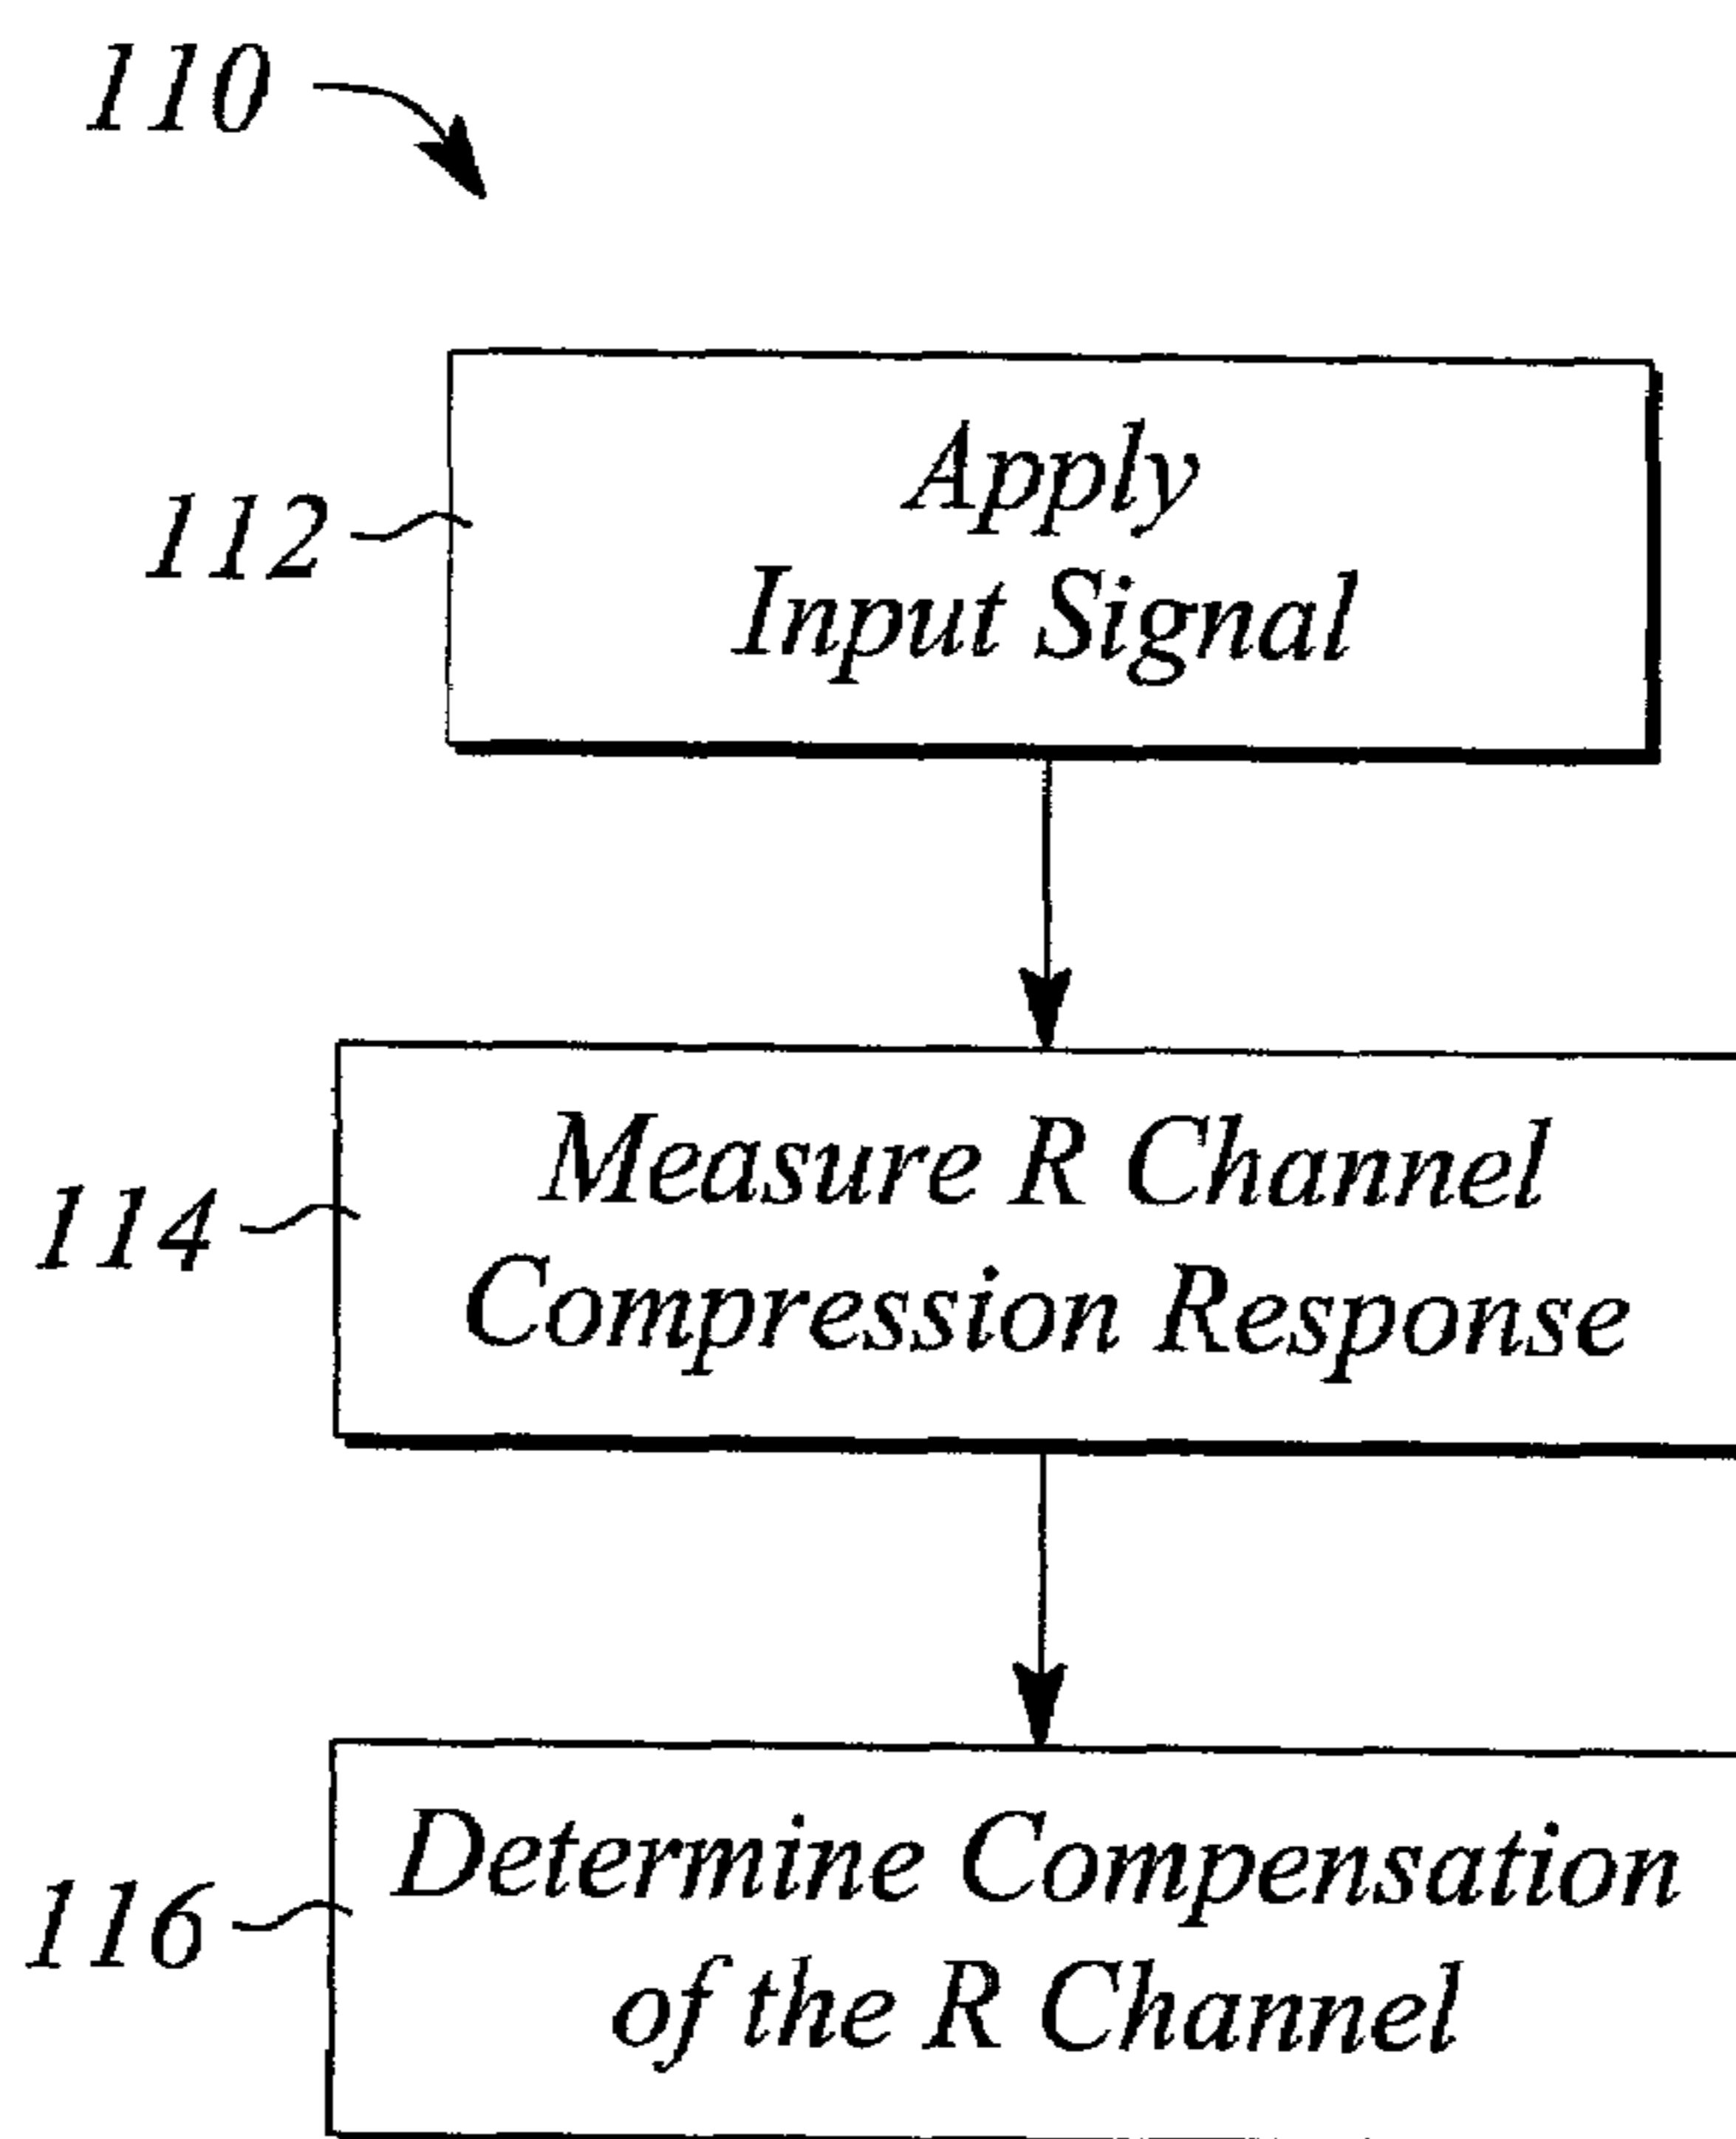 110
112
Apply
Input Signal
114
Measure R Channel
Compression Response
116
Determine Compensation
of the R Channel